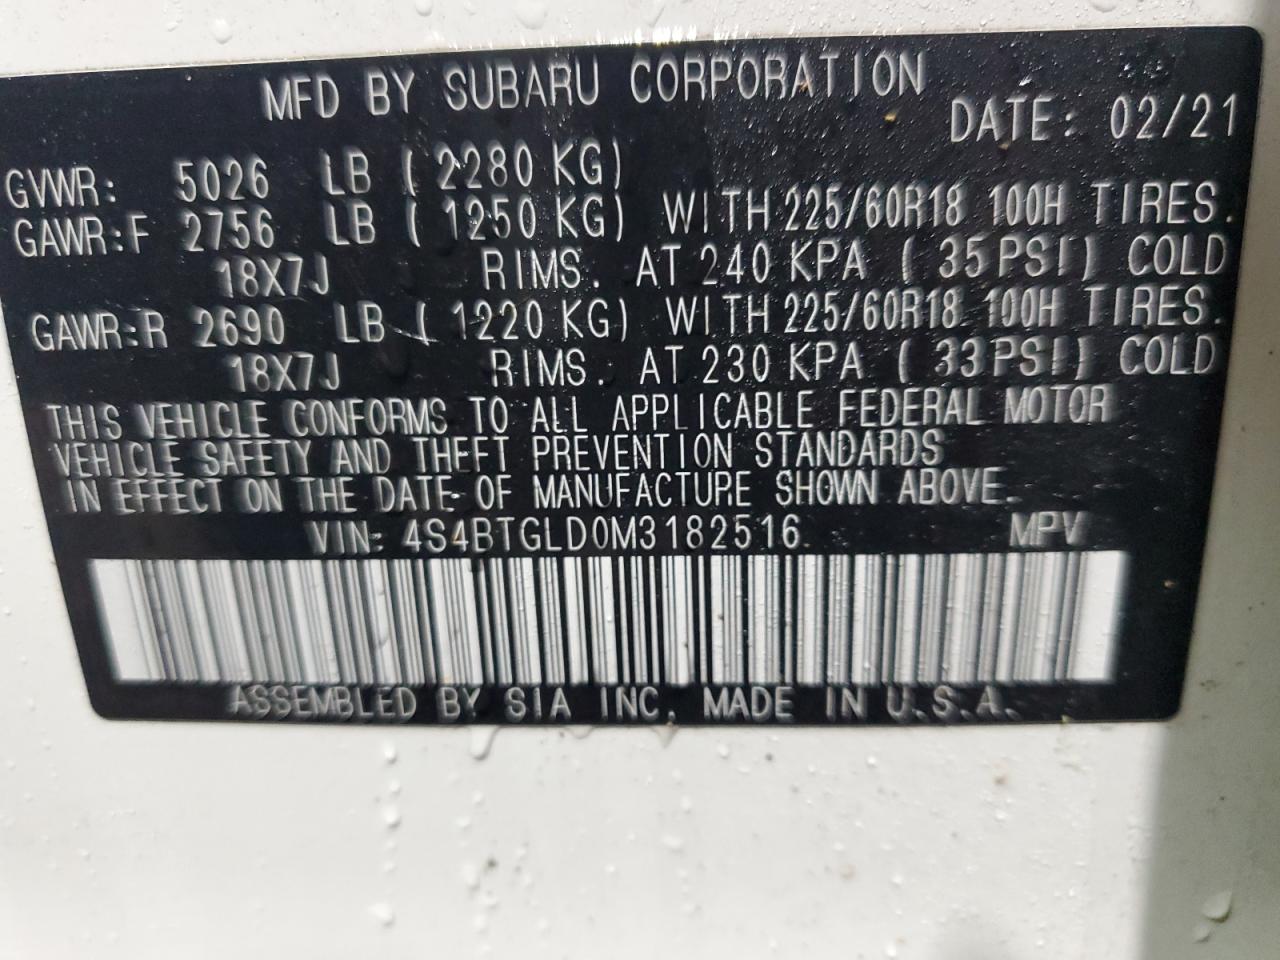 MFD BY SUBARU CORPORATION
DATE: 02/21
GVWR: 5026 LB ( 2280 KG)
GAWR:F 2756 LB ( 1250 KG) WITH 225/60R18 100H TIRES.
18X7J RIMS. AT 240 KPA ( 35PSI) COLD
GAWR:R 2690 LB ( 1220 KG) WITH 225/60R18 100H TIRES.
18X7J RIMS. AT 230 KPA ( 33PSI) COLD
THIS VEHICLE CONFORMS TO ALL APPLICABLE FEDERAL MOTOR
VEHICLE SAFETY AND THEFT PREVENTION STANDARDS
IN EFFECT ON THE DATE OF MANUFACTURE SHOWN ABOVE.
VIN: 4S4BTGLD0M3182516 MPV
ASSEMBLED BY SIA INC. MADE IN U.S.A.